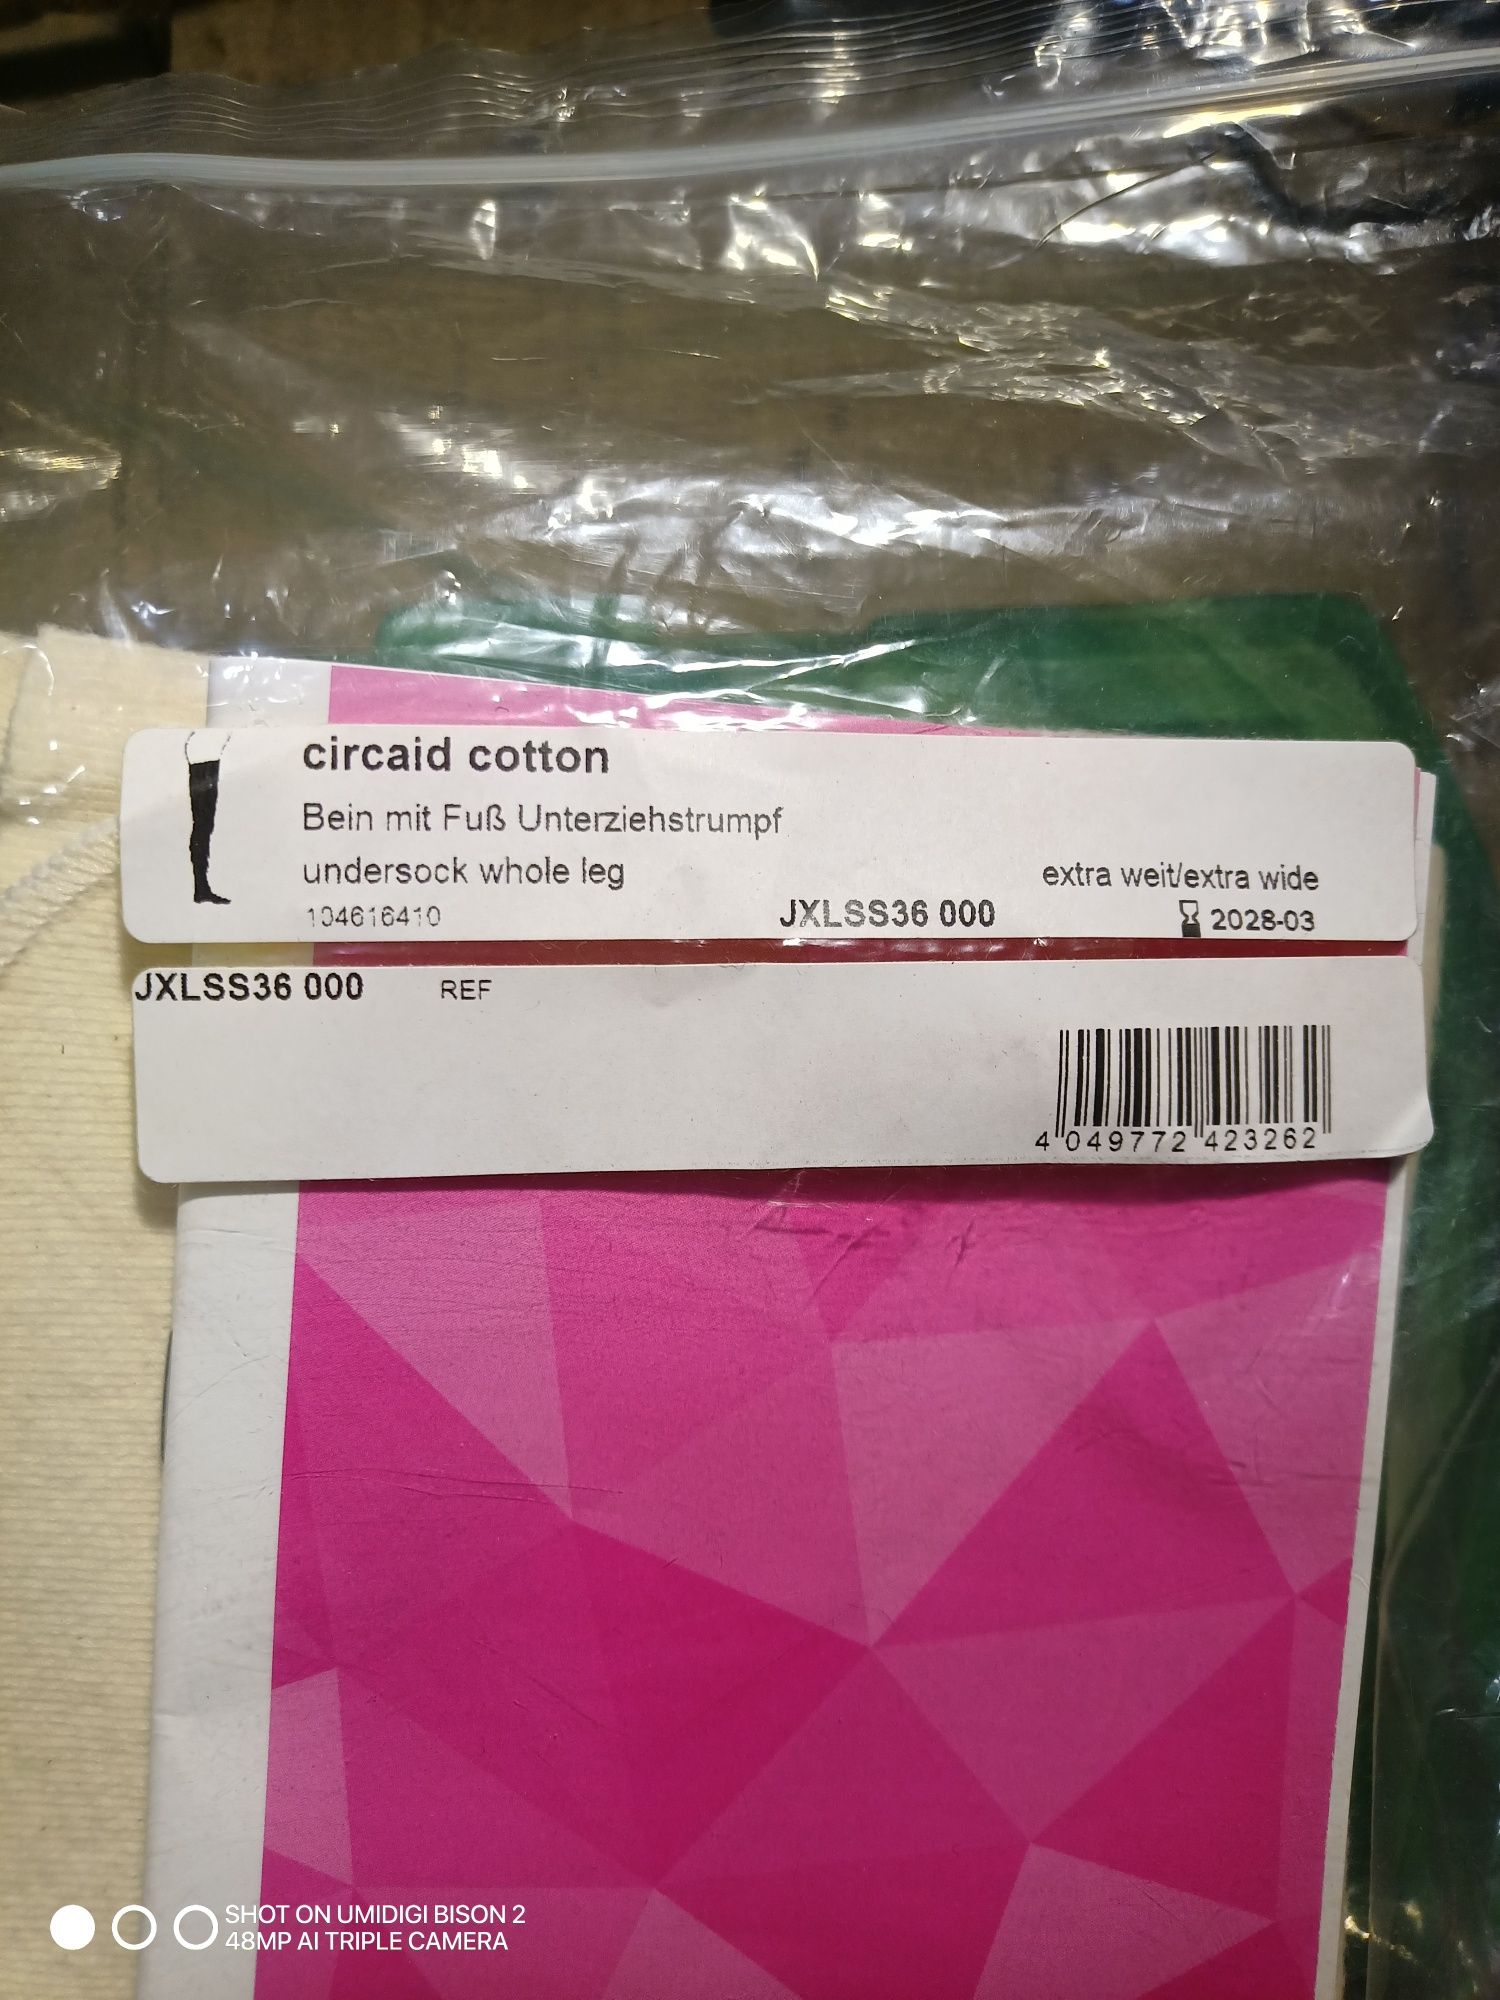 circaid cotton
Bein mit Fuß Unterziehstrumpf
undersock whole leg
extra weit/extra wide
104616410
JXLSS36 000
2028-03
JXLSS36 000 REF
4 049772 423262
SHOT ON UMIDIGI BISON 2
48MP AI TRIPLE CAMERA